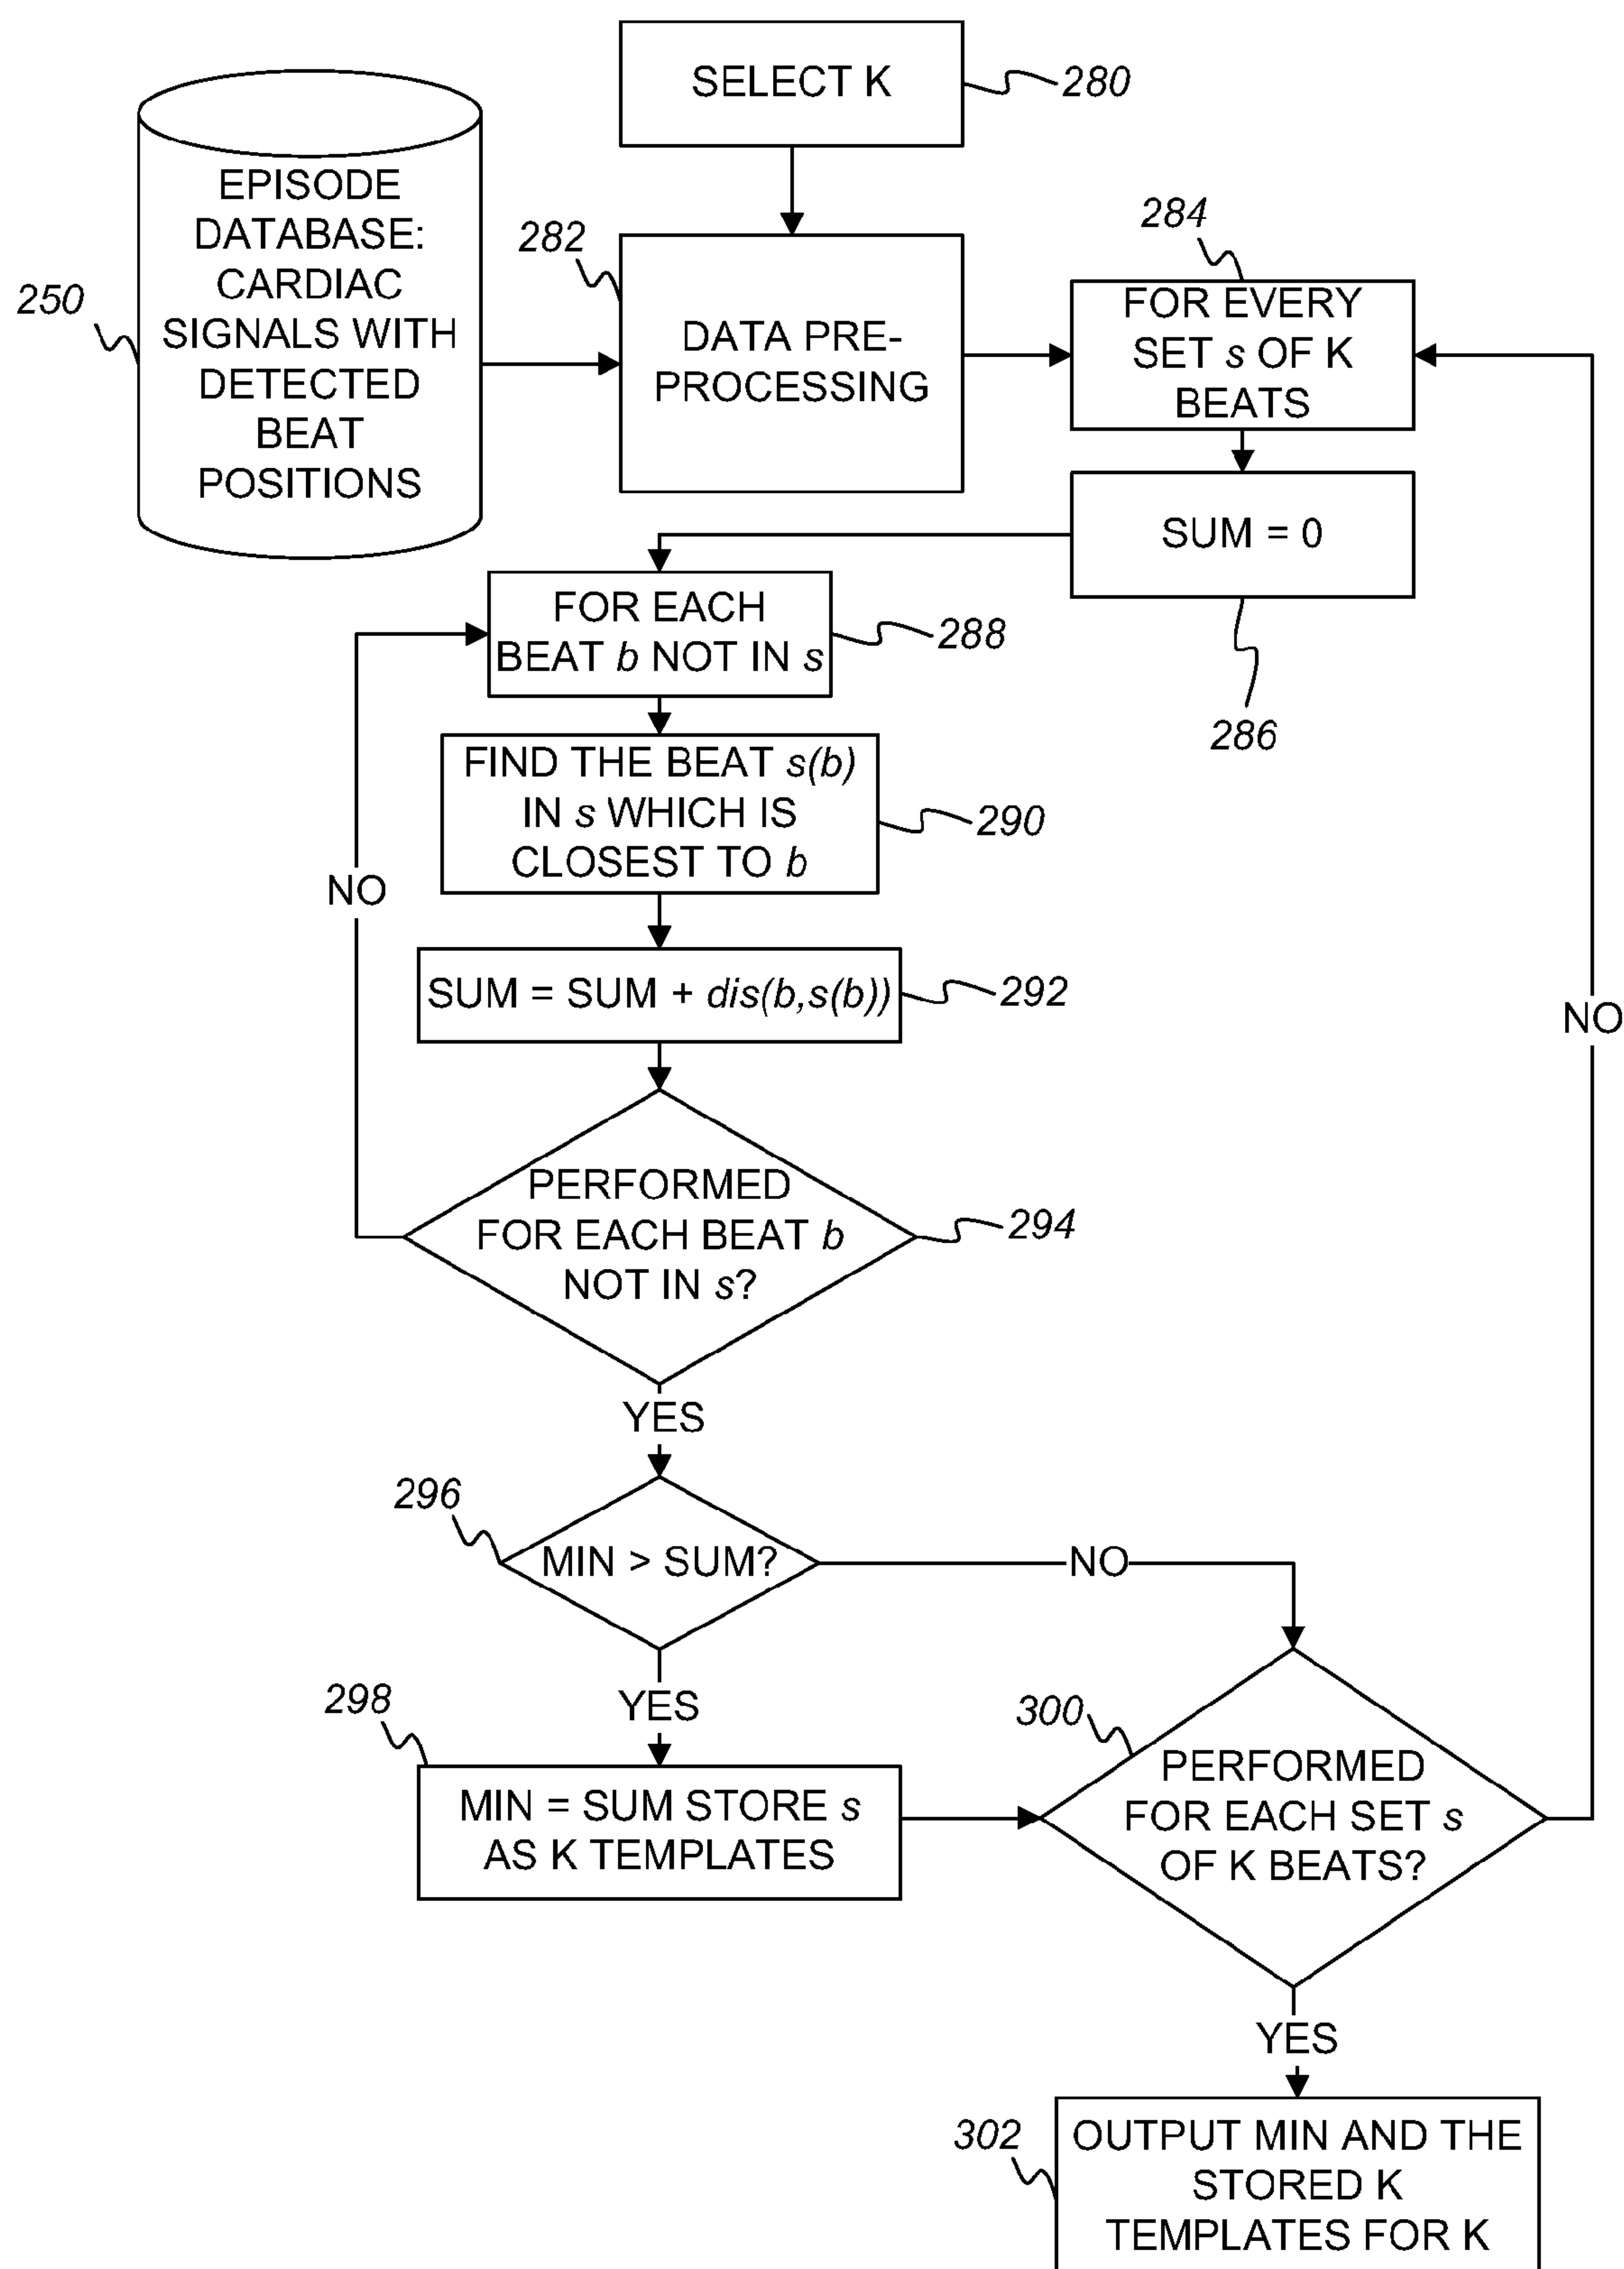 SELECT K
280
EPISODE
DATABASE:
CARDIAC
SIGNALS WITH
DETECTED
BEAT
POSITIONS
250
282
DATA PRE-
PROCESSING
284
FOR EVERY
SET s OF K
BEATS
SUM = 0
286
FOR EACH
BEAT b NOT IN s
288
FIND THE BEAT s(b)
IN s WHICH IS
CLOSEST TO b
290
NO
SUM = SUM + dis(b,s(b))
292
NO
PERFORMED
FOR EACH BEAT b
NOT IN s?
294
YES
296
MIN > SUM?
NO
YES
298
MIN = SUM STORE s
AS K TEMPLATES
300
PERFORMED
FOR EACH SET s
OF K BEATS?
YES
302
OUTPUT MIN AND THE
STORED K
TEMPLATES FOR K